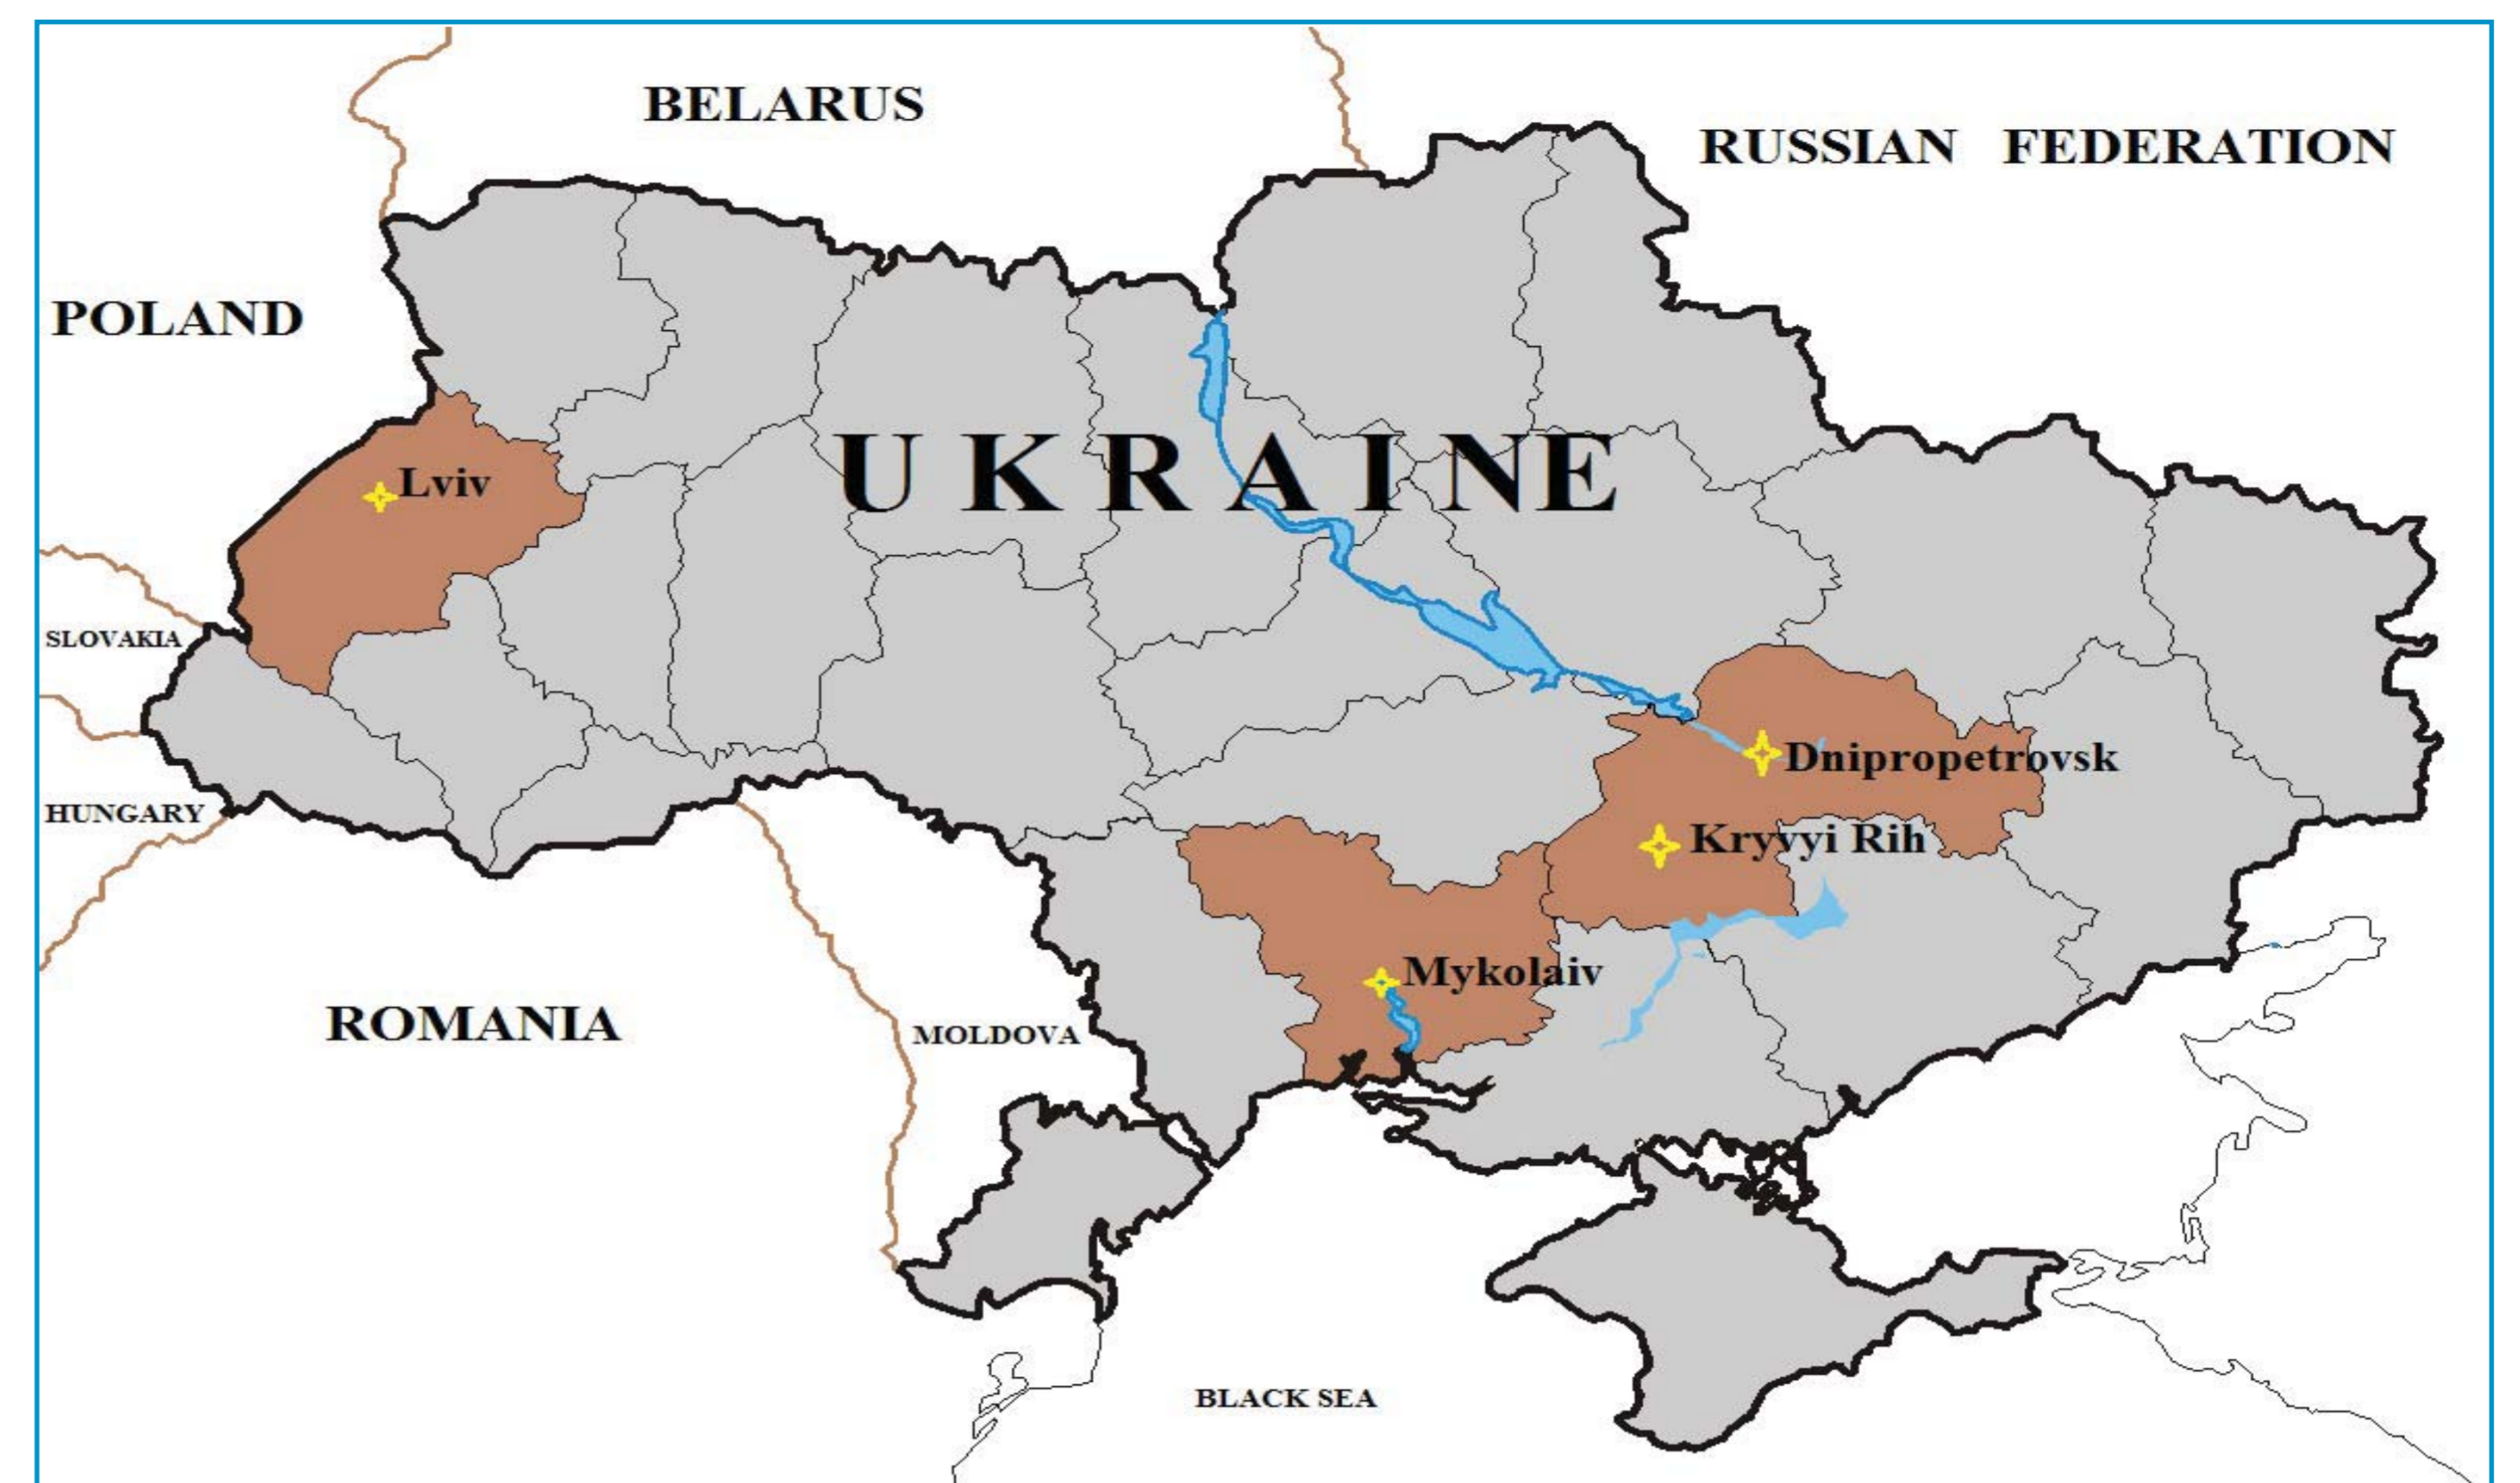 BELARUS
RUSSIAN FEDERATION
POLAND
UKRAINE
Lviv
SLOVAKIA
Dnipropetrovsk
HUNGARY
Kryvyi Rih
Mykolaiv
ROMANIA
MOLDOVA
BLACK SEA